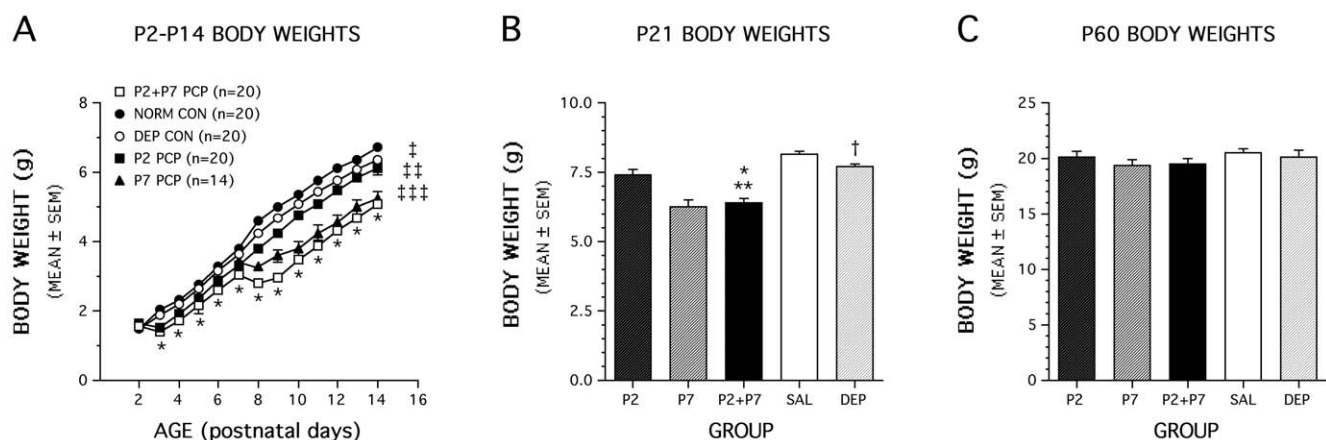 A
P2-P14 BODY WEIGHTS
P2+P7 PCP (n=20)
NORM CON (n=20)
DEP CON (n=20)
P2 PCP (n=20)
P7 PCP (n=14)
BODY WEIGHT (g)
(MEAN ± SEM)
8
6
4
2
0
‡
‡‡
‡‡‡
* * * * * * * * * * * *
2 4 6 8 10 12 14 16
AGE (postnatal days)
B
P21 BODY WEIGHTS
BODY WEIGHT (g)
(MEAN ± SEM)
10.0
7.5
5.0
2.5
0.0
*
**
†
P2 P7 P2+P7 SAL DEP
GROUP
C
P60 BODY WEIGHTS
BODY WEIGHT (g)
(MEAN ± SEM)
25
20
15
10
5
0
P2 P7 P2+P7 SAL DEP
GROUP